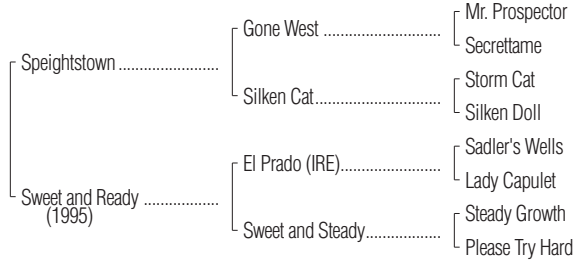 Mr. Prospector
Gone West
Secrettame
Speightstown
Storm Cat
Silken Cat
Silken Doll
Sadler's Wells
El Prado (IRE)
Lady Capulet
Sweet and Ready
(1995)
Steady Growth
Sweet and Steady
Please Try Hard